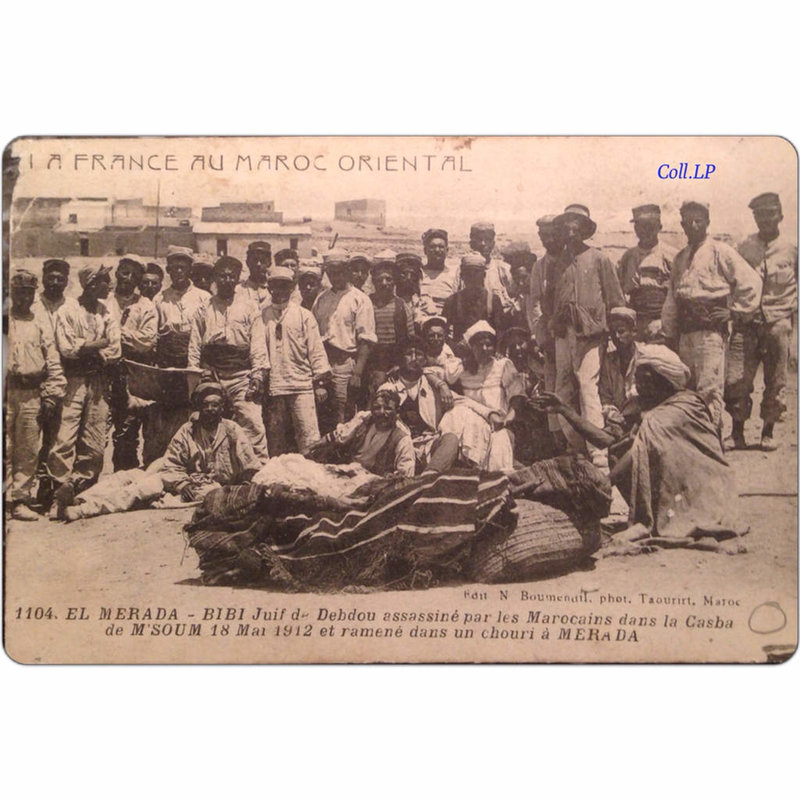 LA FRANCE AU MAROC ORIENTAL
Coll.LP
Edit N Boumendil, phot, Taourirt, Maroc
1104. EL MERADA - BIBI Juif de Debdou assassiné par les Marocains dans la Casba
de M'SOUM 18 Mai 1912 et ramené dans un chouri à MERADA